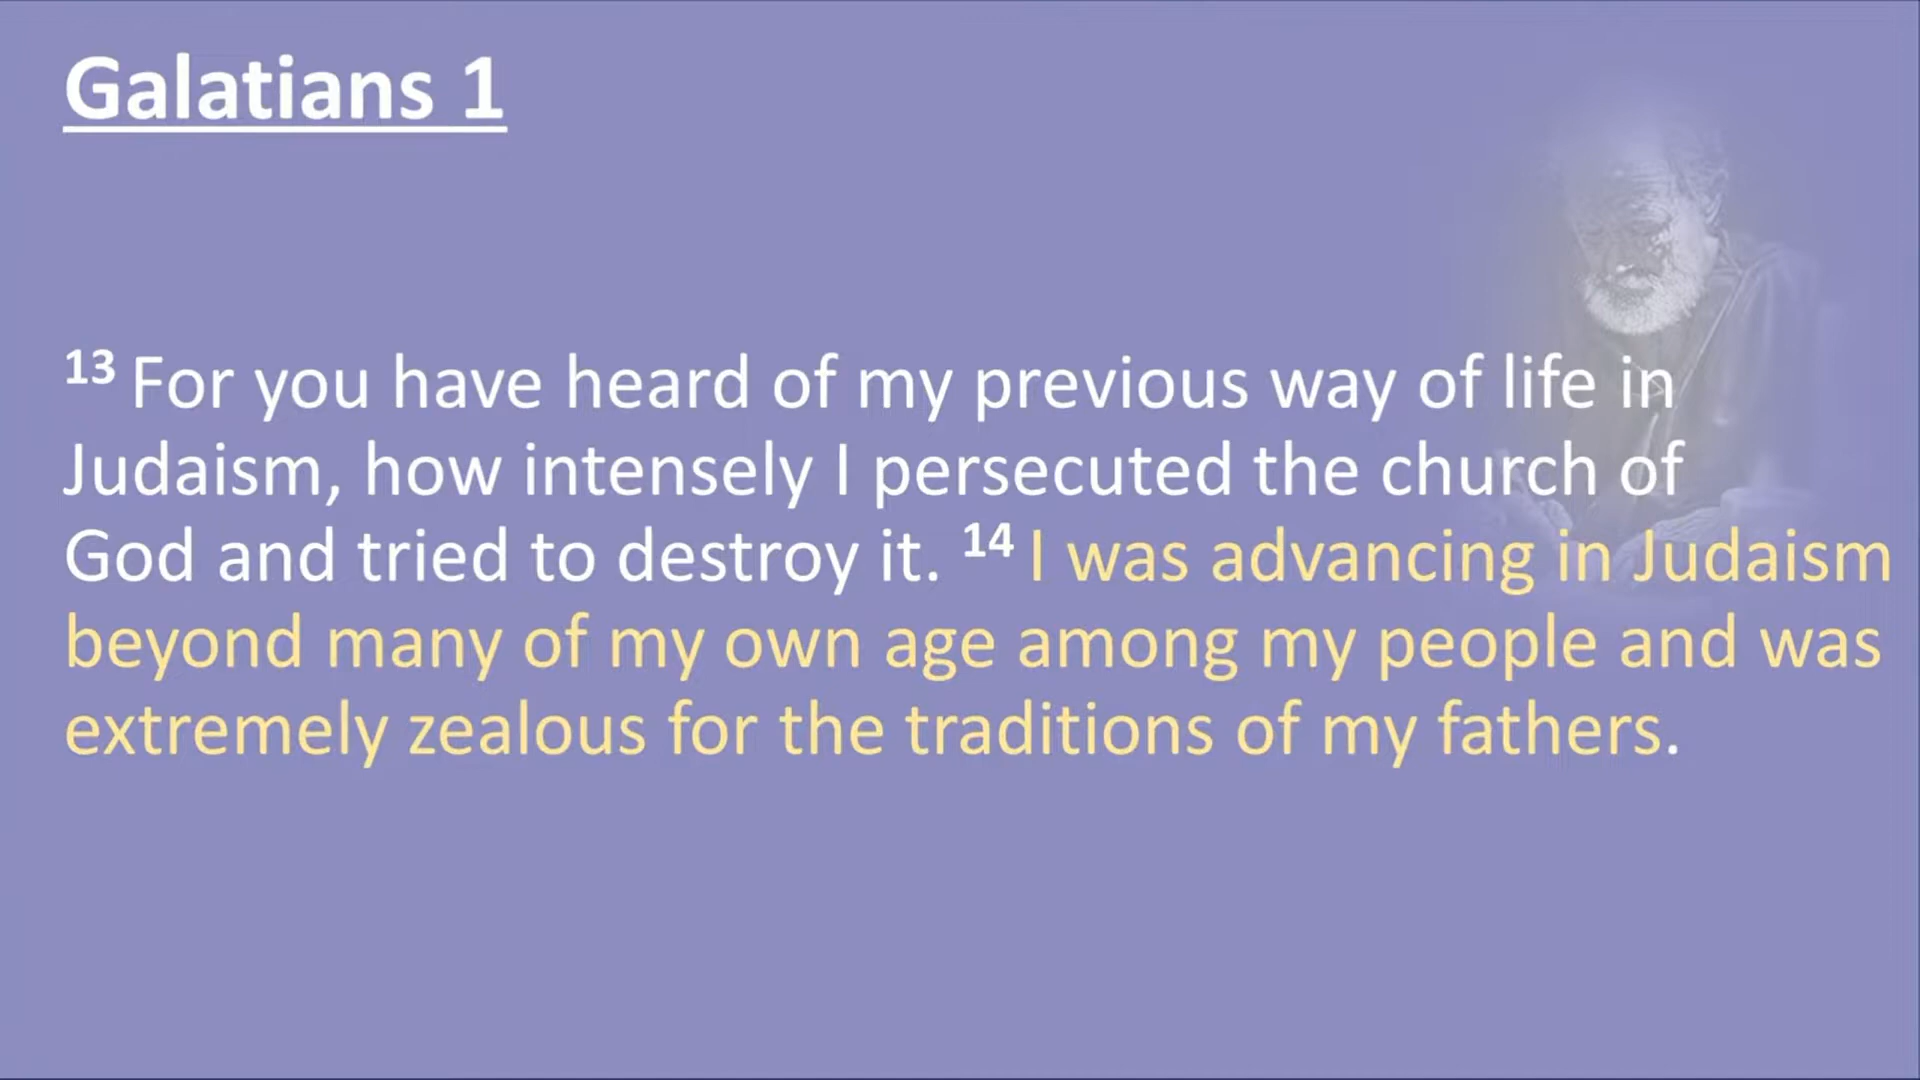 Galatians 1
13 For you have heard of my previous way of life in
Judaism, how intensely I persecuted the church of
God and tried to destroy it. 14 I was advancing in Judaism
beyond many of my own age among my people and was
extremely zealous for the traditions of my fathers.